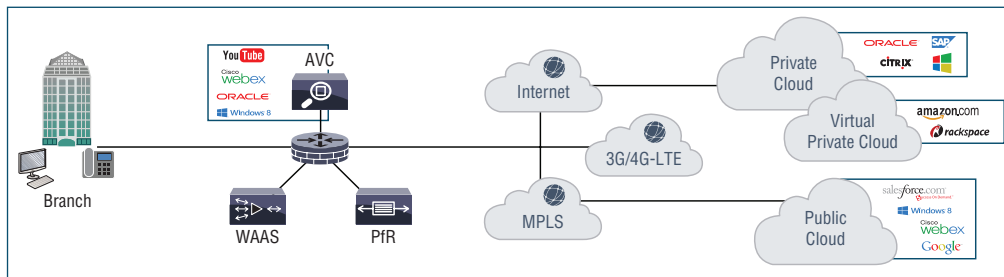 YouTube
Cisco
webex
ORACLE
Windows 8
AVC
Branch
WAAS
PfR
Internet
3G/4G-LTE
MPLS
Private
Cloud
ORACLE
SAP
CITRIX
Virtual
Private Cloud
amazon.com
rackspace
Public
Cloud
salesforce.com
Windows 8
Cisco
webex
Google